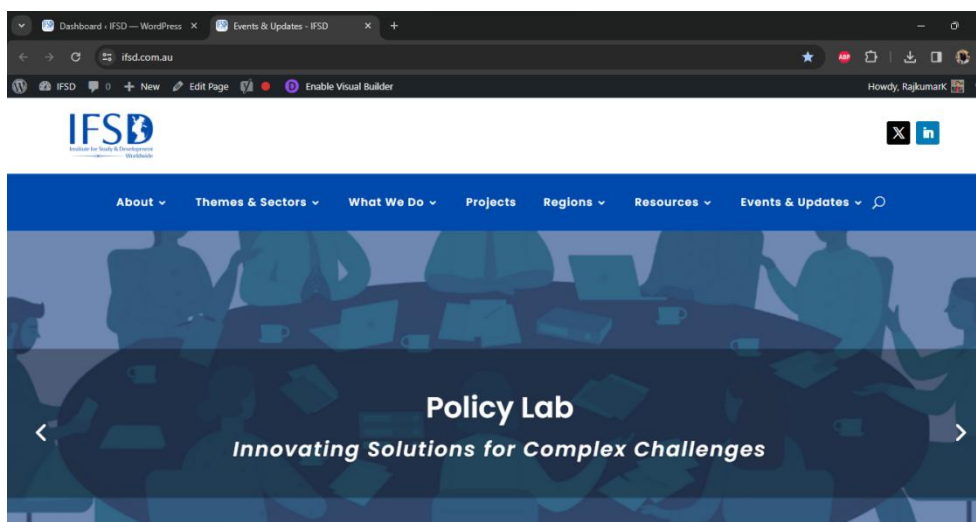 Dashboard ‹ IFSD — WordPress
Events & Updates - IFSD
ifsd.com.au
ABP
IFSD 0 New Edit Page D Enable Visual Builder
Howdy, RajkumarK
IFSD
Institute for Study & Development
Worldwide
X in
About Themes & Sectors What We Do Projects Regions Resources Events & Updates
Policy Lab
Innovating Solutions for Complex Challenges